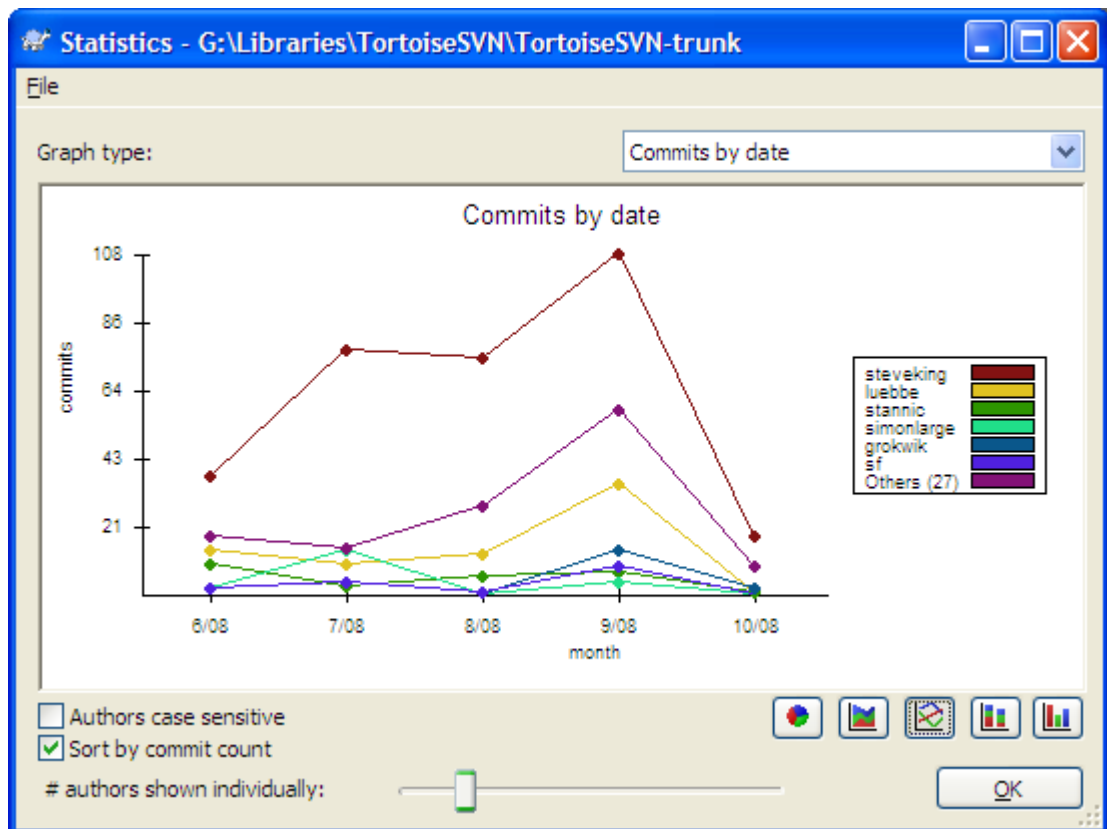 Statistics - G:\Libraries\TortoiseSVN\TortoiseSVN-trunk
File
Graph type:
Commits by date
Commits by date
108
86
64
43
21
commits
6/08 7/08 8/08 9/08 10/08
month
steveking
luebbe
stannic
simonlarge
grokwik
sf
Others (27)
Authors case sensitive
Sort by commit count
# authors shown individually:
OK